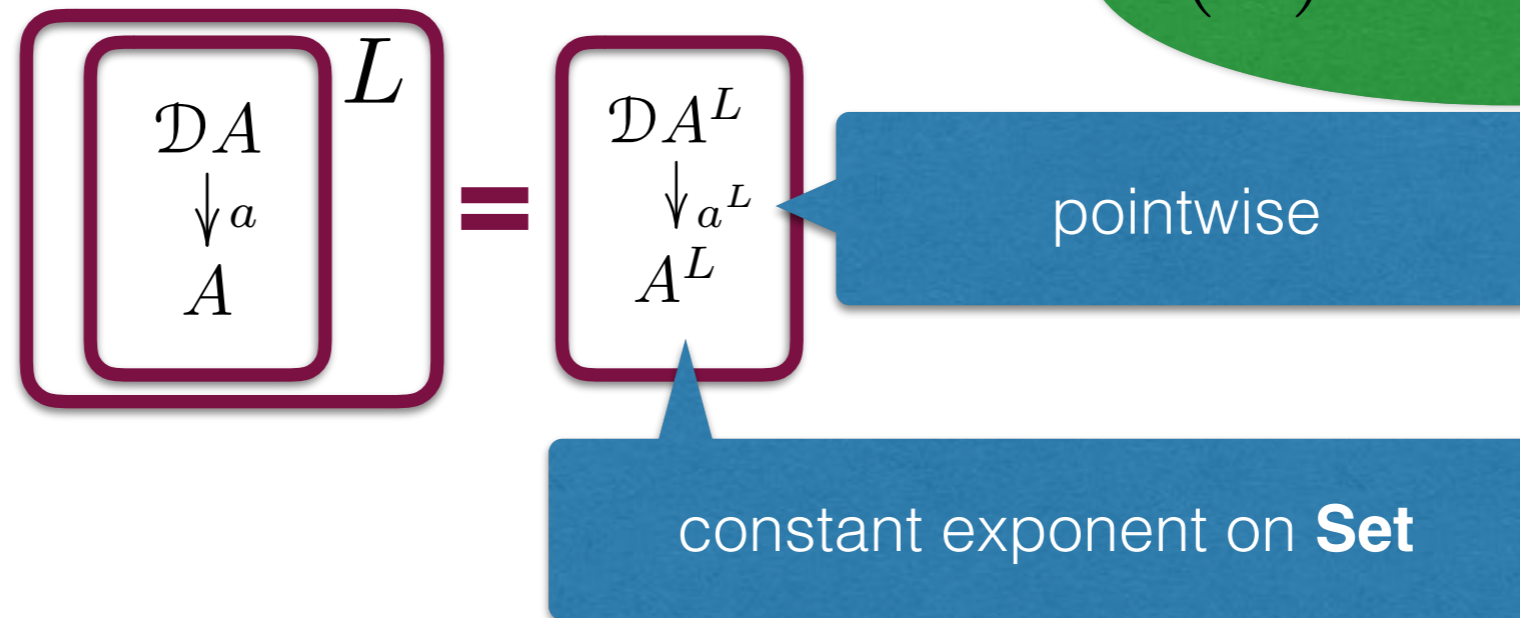 ( )
L
𝒟A
↓ a
A
=
𝒟A^L
↓ a^L
A^L
pointwise
constant exponent on Set